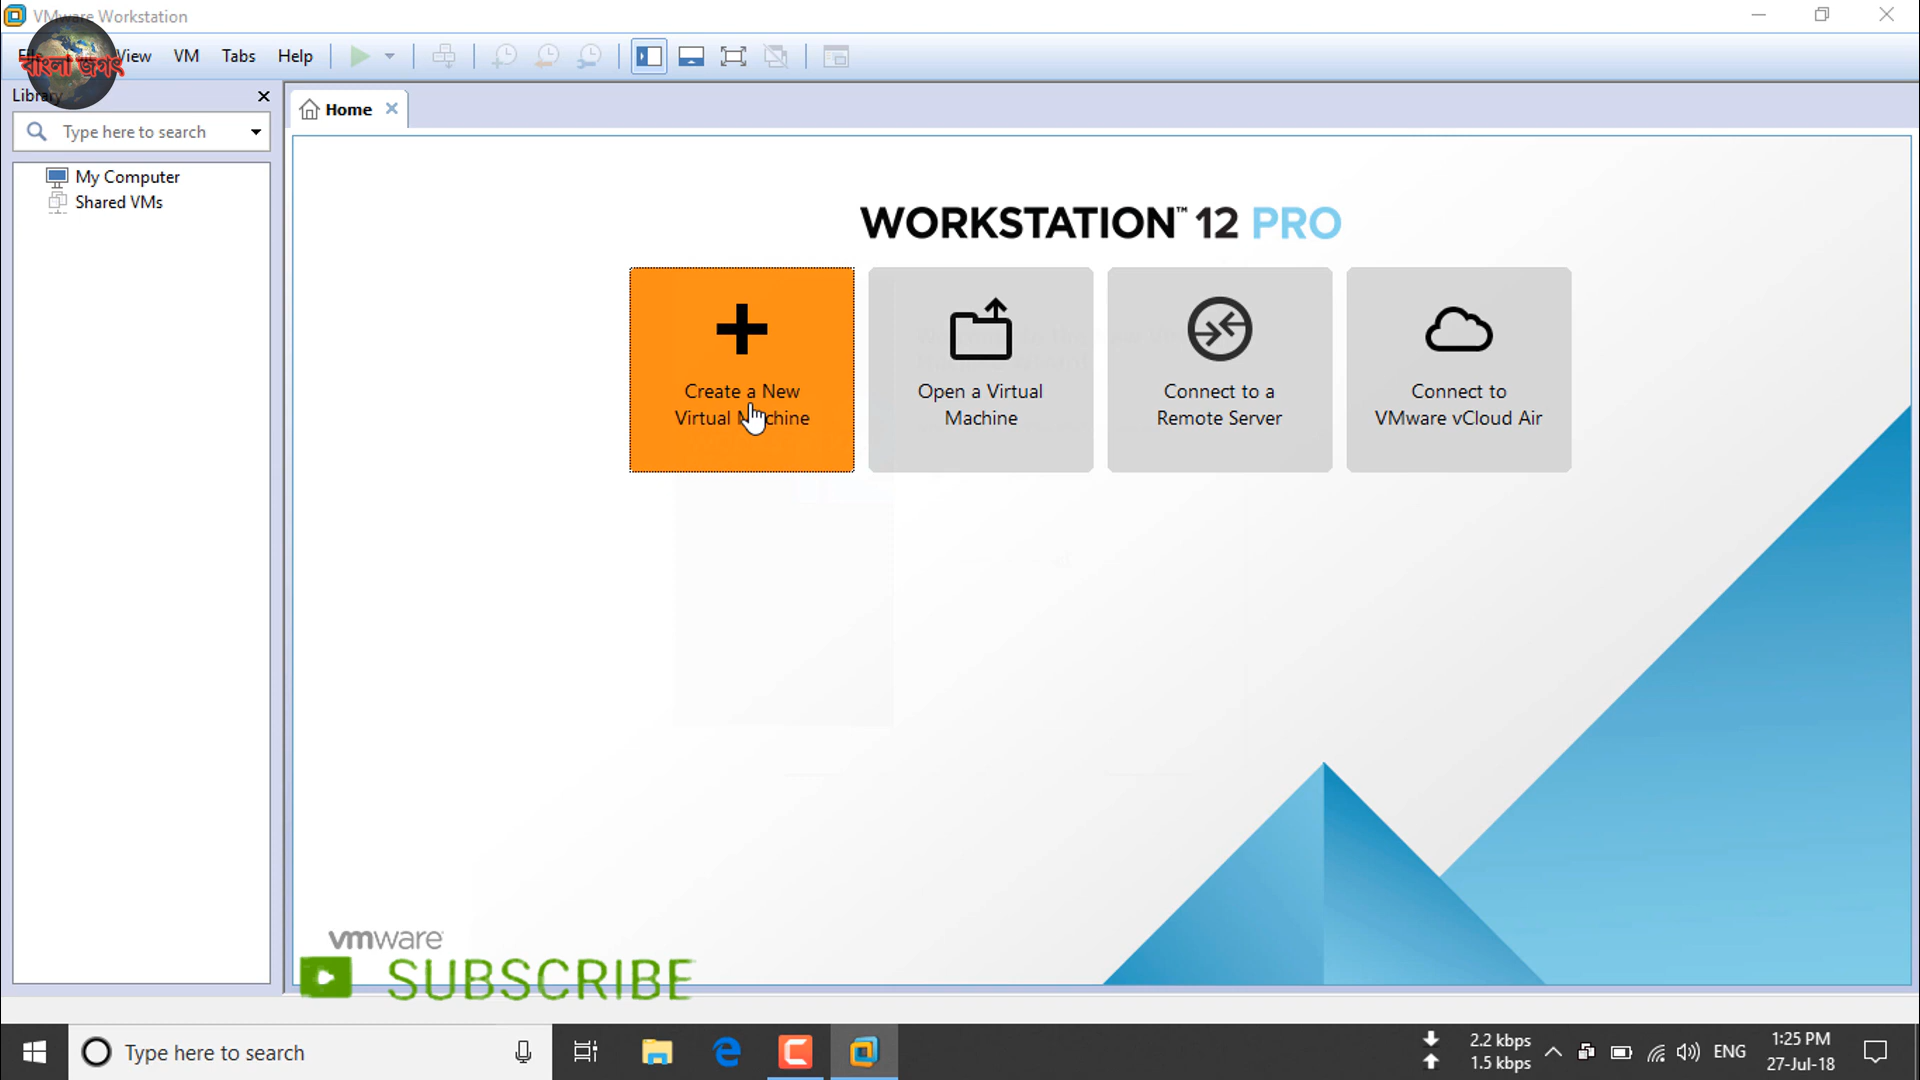 VMware Workstation
View VM Tabs Help
বাংলা জগৎ
Library
Type here to search
My Computer
Shared VMs
Home
WORKSTATION™ 12 PRO
Create a New
Virtual Machine
Open a Virtual
Machine
Connect to a
Remote Server
Connect to
VMware vCloud Air
vmware
SUBSCRIBE
Type here to search
2.2 kbps
1.5 kbps
ENG
1:25 PM
27-Jul-18